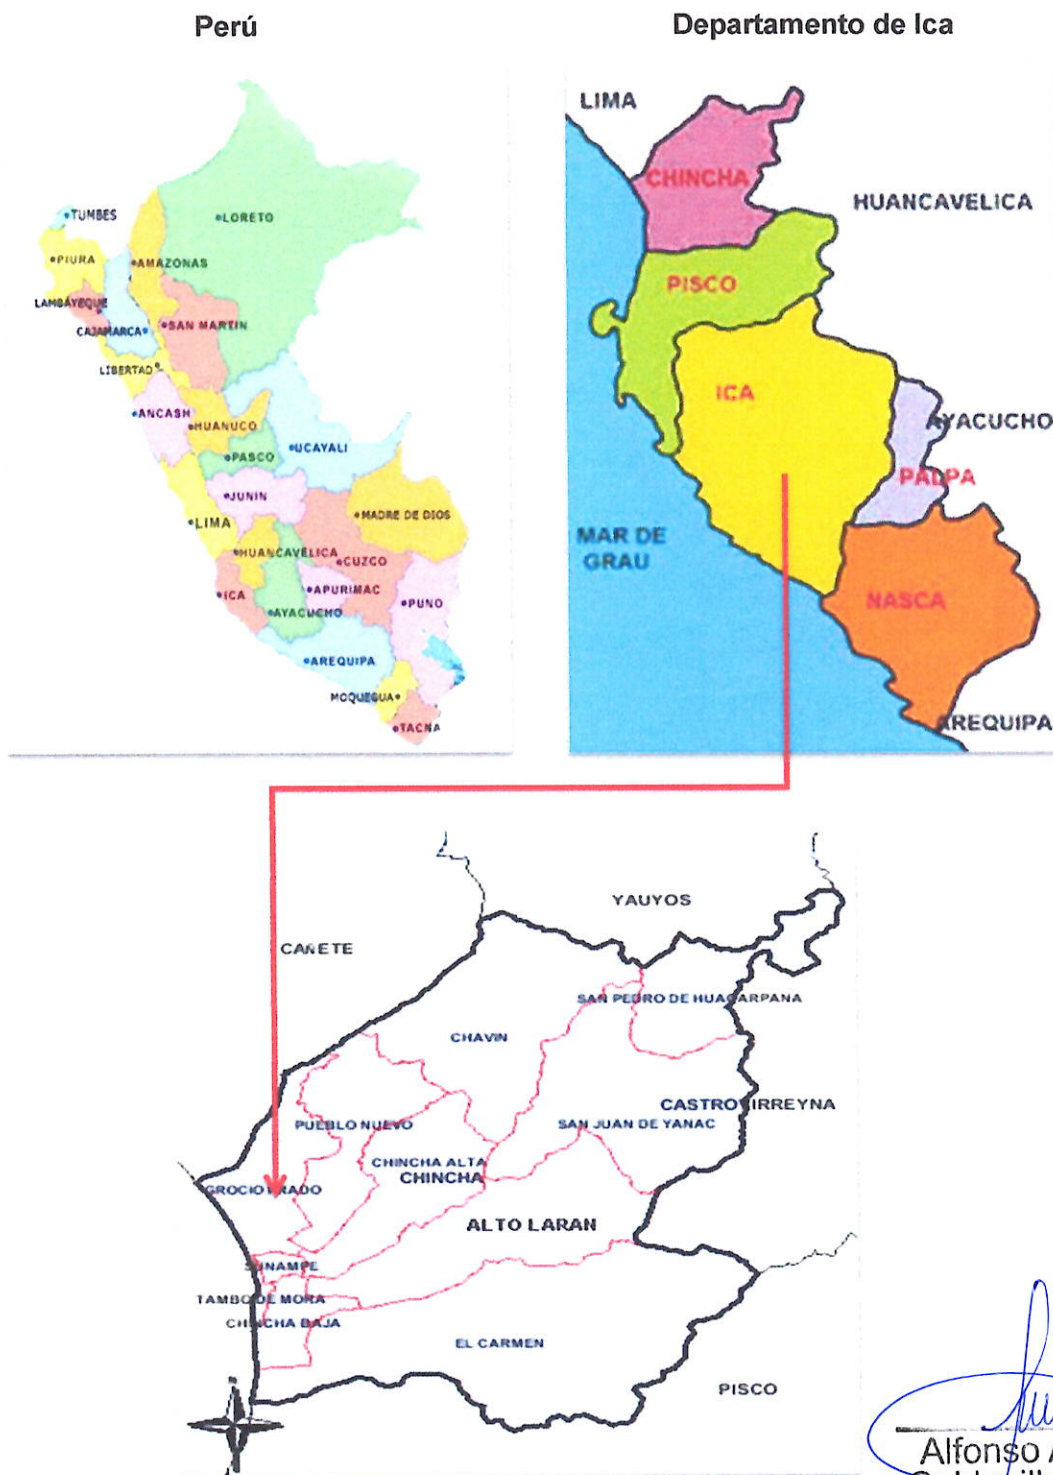 Perú
Departamento de Ica
TUMBES
LORETO
PIURA
AMAZONAS
LAMBAYEQUE
SAN MARTIN
CAJAMARCA
LIBERTAD
ANCASH
HUANUCO
UCAYALI
PASCO
JUNIN
MADRE DE DIOS
LIMA
HUANCAVELICA
CUZCO
ICA
APURIMAC
PUNO
AYACUCHO
AREQUIPA
MOQUEGUA
TACNA
LIMA
CHINCHA
HUANCAVELICA
PISCO
ICA
AYACUCHO
PALPA
MAR DE
GRAU
NASCA
AREQUIPA
YAUYOS
CAÑETE
SAN PEDRO DE HUACARPANA
CHAVIN
CASTROVIRREYNA
PUEBLO NUEVO
SAN JUAN DE YANAC
CHINCHA ALTA
CHINCHA
GROCIO PRADO
ALTO LARAN
SUNAMPE
TAMBO DE MORA
CHINCHA BAJA
EL CARMEN
PISCO
N
Alfonso A